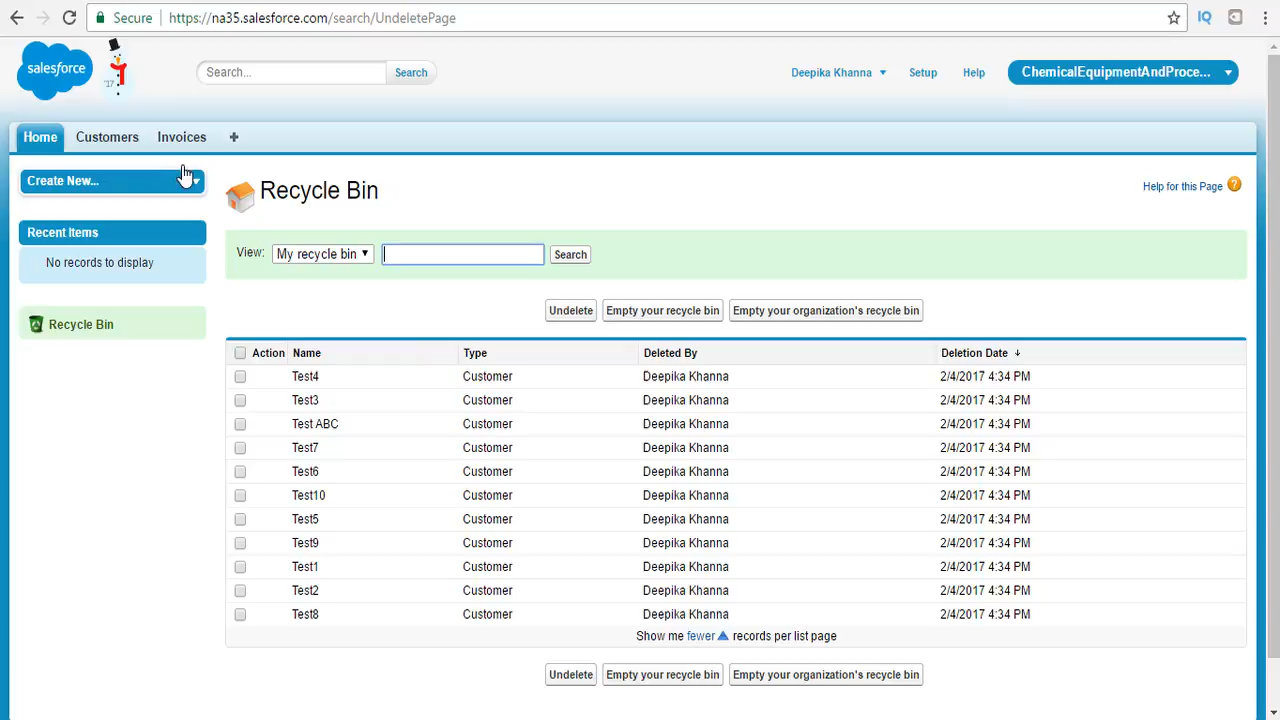 Secure https://na35.salesforce.com/search/UndeletePage
salesforce
'17
Search... Search
Deepika Khanna Setup Help ChemicalEquipmentAndProce...
Home Customers Invoices
Create New...
Recycle Bin
Help for this Page ?
Recent Items
No records to display
View: My recycle bin Search
Recycle Bin
Undelete Empty your recycle bin Empty your organization's recycle bin
Action Name Type Deleted By Deletion Date
Test4 Customer Deepika Khanna 2/4/2017 4:34 PM
Test3 Customer Deepika Khanna 2/4/2017 4:34 PM
Test ABC Customer Deepika Khanna 2/4/2017 4:34 PM
Test7 Customer Deepika Khanna 2/4/2017 4:34 PM
Test6 Customer Deepika Khanna 2/4/2017 4:34 PM
Test10 Customer Deepika Khanna 2/4/2017 4:34 PM
Test5 Customer Deepika Khanna 2/4/2017 4:34 PM
Test9 Customer Deepika Khanna 2/4/2017 4:34 PM
Test1 Customer Deepika Khanna 2/4/2017 4:34 PM
Test2 Customer Deepika Khanna 2/4/2017 4:34 PM
Test8 Customer Deepika Khanna 2/4/2017 4:34 PM
Show me fewer records per list page
Undelete Empty your recycle bin Empty your organization's recycle bin